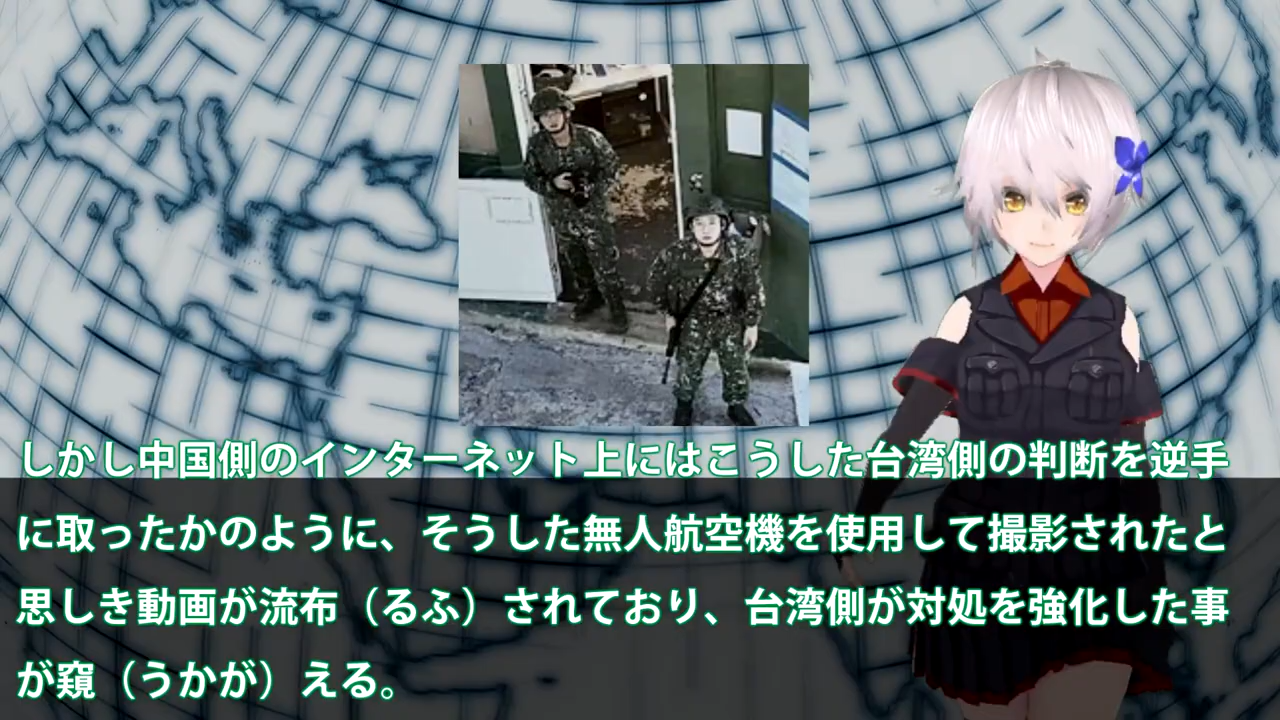 しかし中国側のインターネット上にはこうした台湾側の判断を逆手
に取ったかのように、そうした無人航空機を使用して撮影されたと
思しき動画が流布（るふ）されており、台湾側が対処を強化した事
が窺（うかが）える。